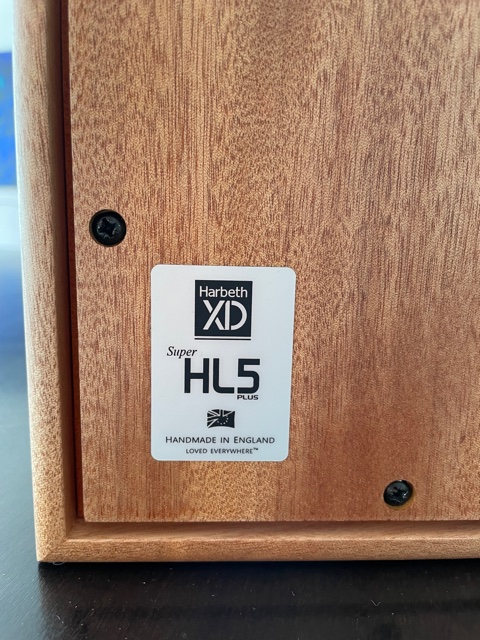 Harbeth
XD
Super
HL5
PLUS
HANDMADE IN ENGLAND
LOVED EVERYWHERE™